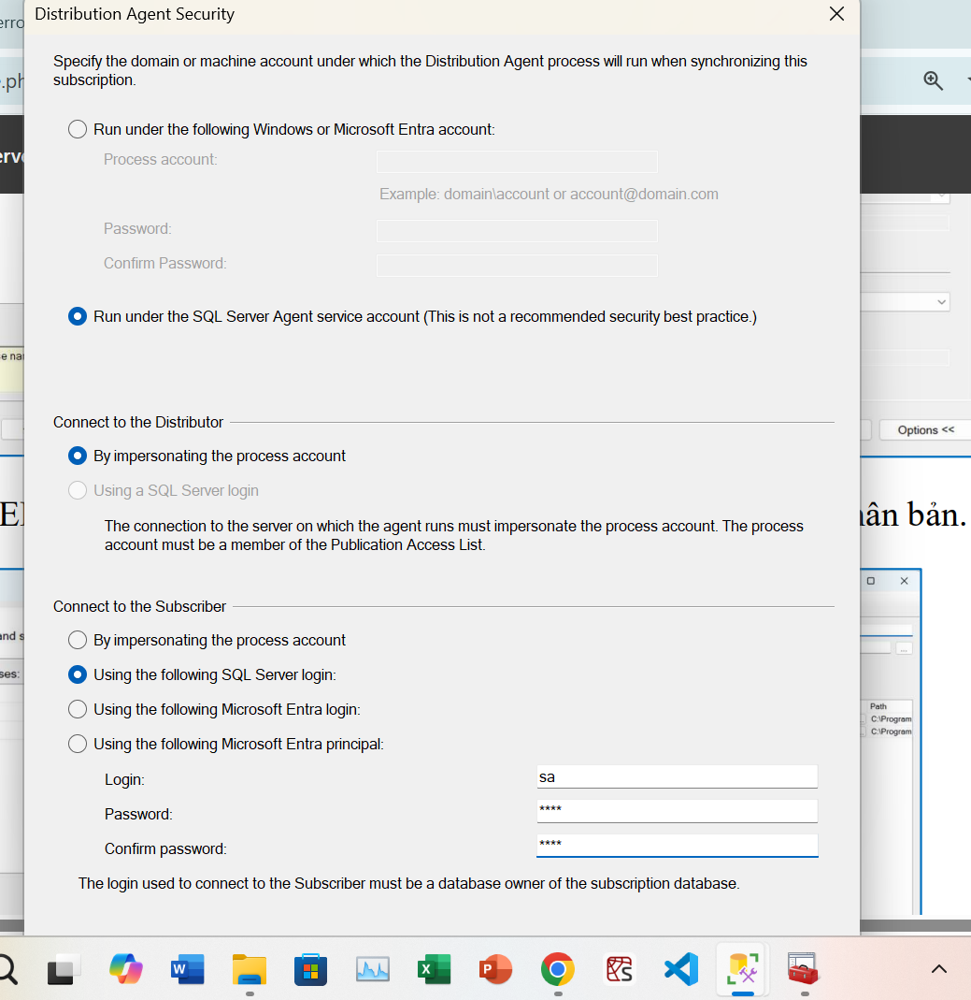 Distribution Agent Security
Specify the domain or machine account under which the Distribution Agent process will run when synchronizing this
subscription.
Run under the following Windows or Microsoft Entra account:
Process account:
Example: domain\account or account@domain.com
Password:
Confirm Password:
Run under the SQL Server Agent service account (This is not a recommended security best practice.)
Connect to the Distributor
Options <<
By impersonating the process account
Using a SQL Server login
bản.
The connection to the server on which the agent runs must impersonate the process account. The process
account must be a member of the Publication Access List.
Connect to the Subscriber
By impersonating the process account
Using the following SQL Server login:
Using the following Microsoft Entra login:
Path
C:\Program
C:\Program
Using the following Microsoft Entra principal:
Login:
sa
Password:
****
Confirm password:
****
The login used to connect to the Subscriber must be a database owner of the subscription database.